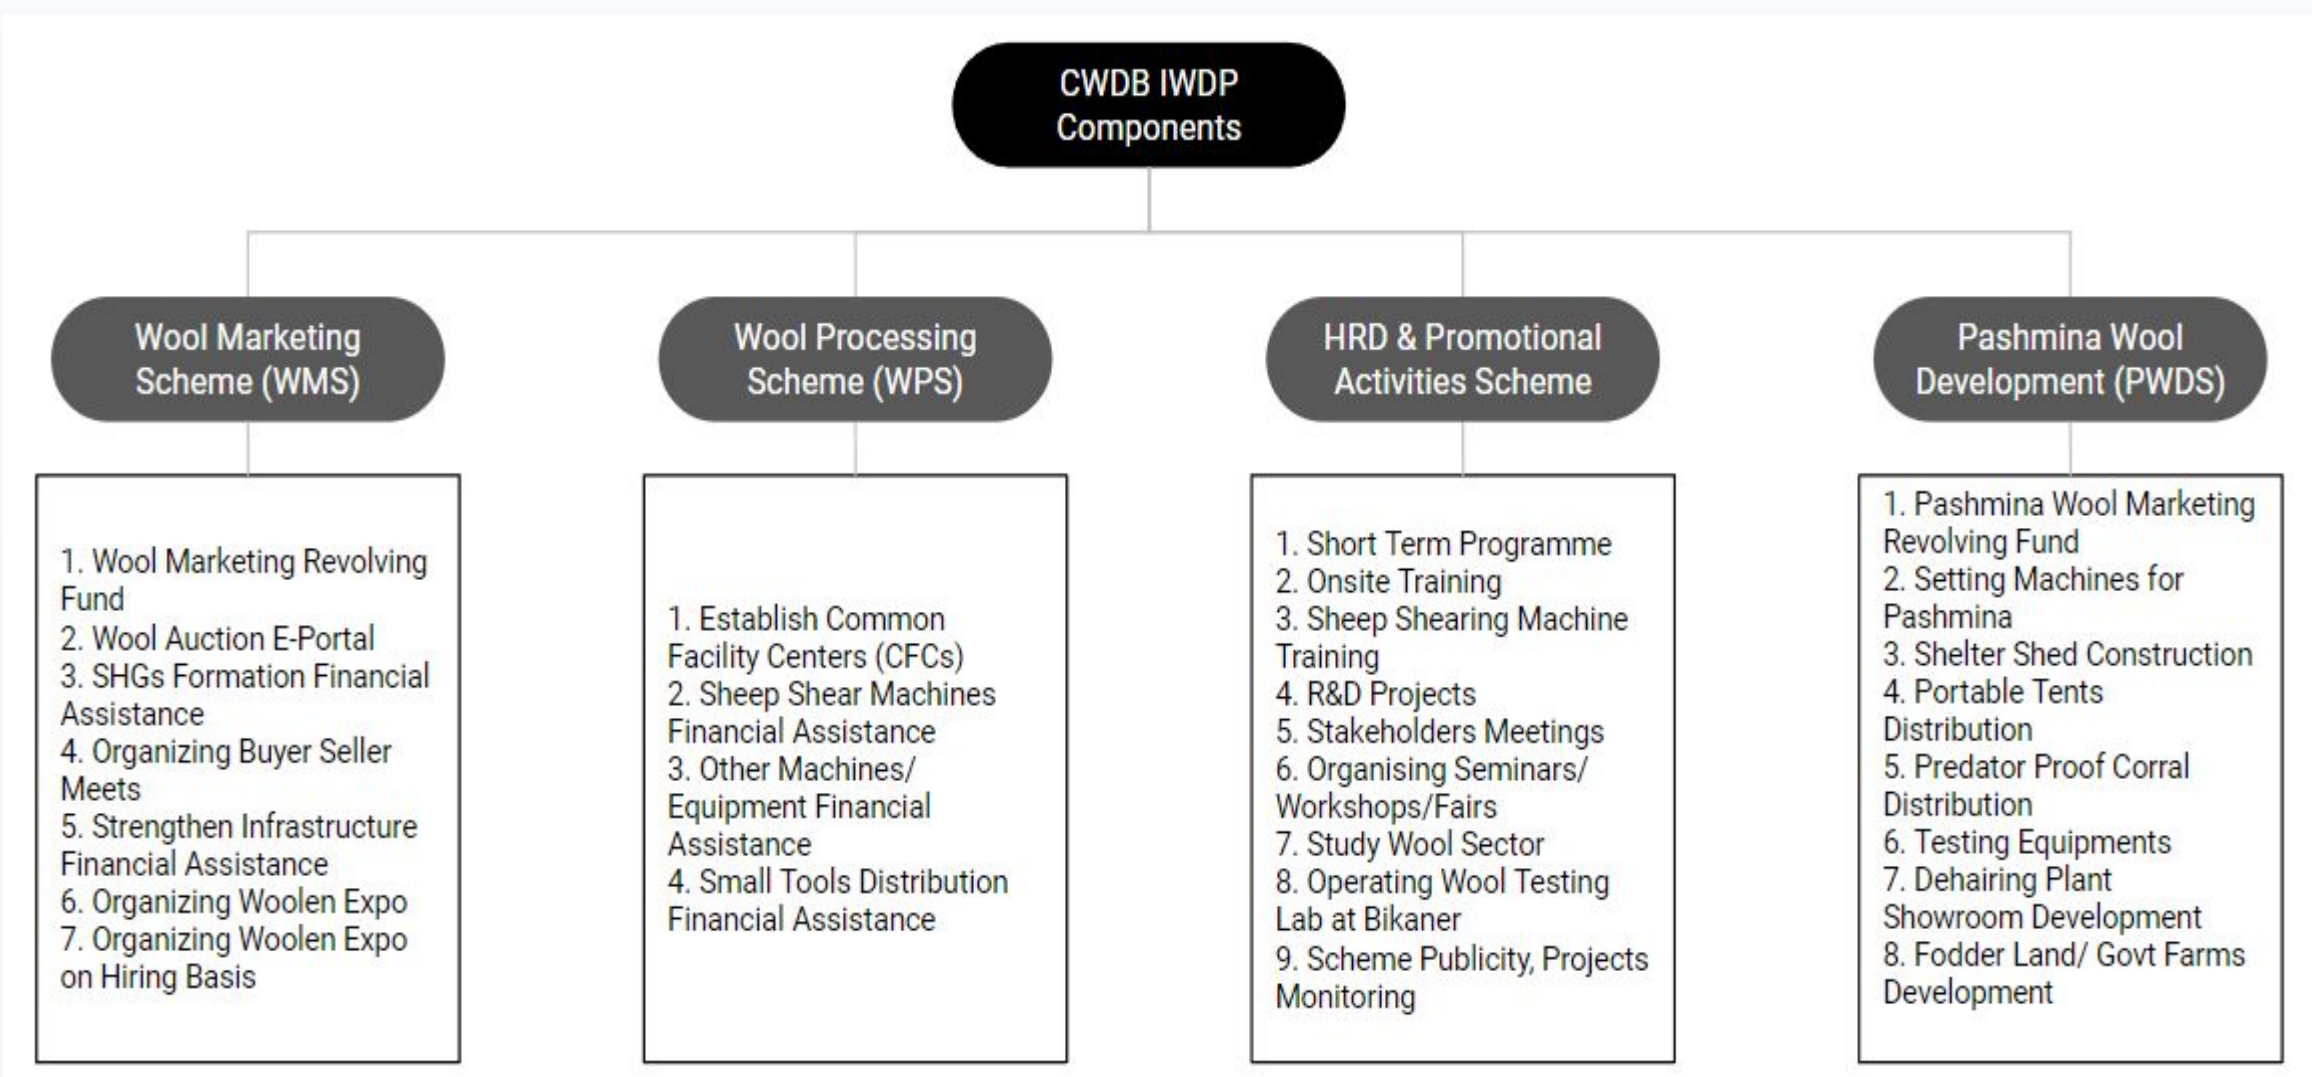 CWDB IWDP
Components
Wool Marketing
Scheme (WMS)
Wool Processing
Scheme (WPS)
HRD & Promotional
Activities Scheme
Pashmina Wool
Development (PWDS)
1. Wool Marketing Revolving
Fund
2. Wool Auction E-Portal
3. SHGs Formation Financial
Assistance
4. Organizing Buyer Seller
Meets
5. Strengthen Infrastructure
Financial Assistance
6. Organizing Woolen Expo
7. Organizing Woolen Expo
on Hiring Basis
1. Establish Common
Facility Centers (CFCs)
2. Sheep Shear Machines
Financial Assistance
3. Other Machines/
Equipment Financial
Assistance
4. Small Tools Distribution
Financial Assistance
1. Short Term Programme
2. Onsite Training
3. Sheep Shearing Machine
Training
4. R&D Projects
5. Stakeholders Meetings
6. Organising Seminars/
Workshops/Fairs
7. Study Wool Sector
8. Operating Wool Testing
Lab at Bikaner
9. Scheme Publicity, Projects
Monitoring
1. Pashmina Wool Marketing
Revolving Fund
2. Setting Machines for
Pashmina
3. Shelter Shed Construction
4. Portable Tents
Distribution
5. Predator Proof Corral
Distribution
6. Testing Equipments
7. Dehairing Plant
Showroom Development
8. Fodder Land/ Govt Farms
Development